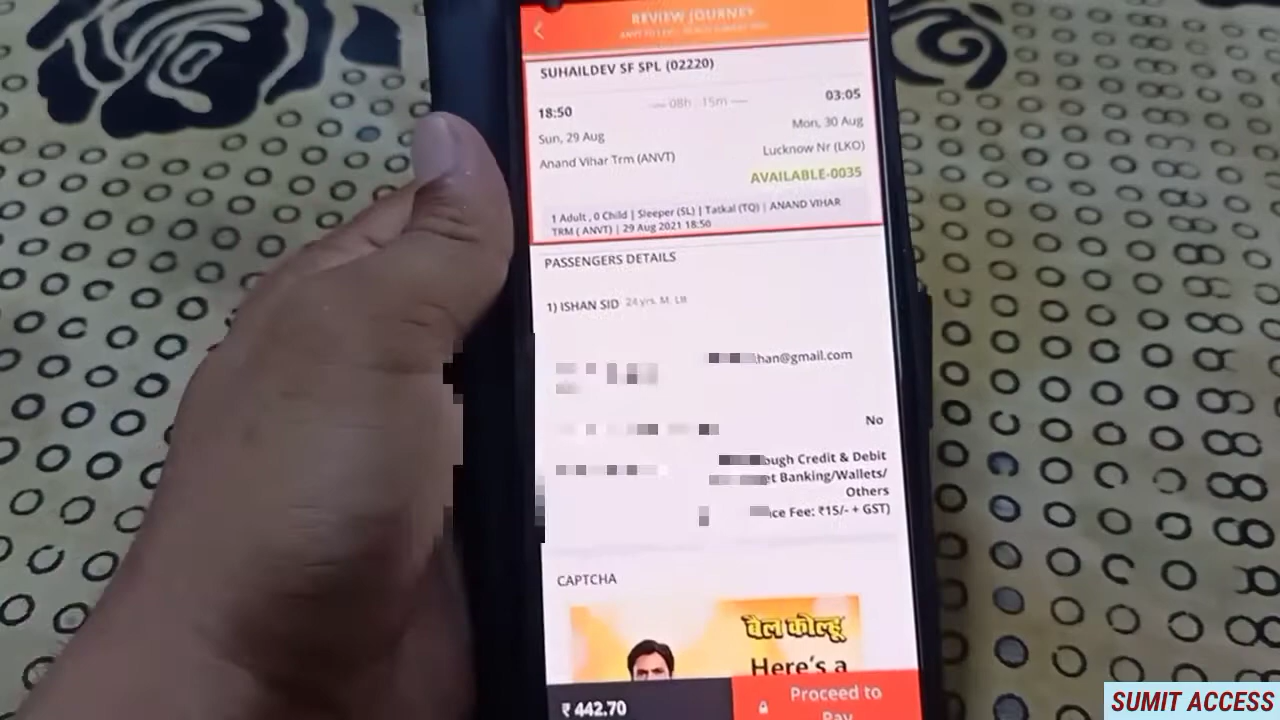 REVIEW JOURNEY
SUHAILDEV SF SPL (02220)
18:50
08h 15m
03:05
Sun, 29 Aug
Mon, 30 Aug
Anand Vihar Trm (ANVT)
Lucknow Nr (LKO)
AVAILABLE-0035
1 Adult , 0 Child | Sleeper (SL) | Tatkal (TQ) | ANAND VIHAR
TRM ( ANVT) | 29 Aug 2021 18:50
PASSENGERS DETAILS
1) ISHAN SID 24 yrs. M. LB
han@gmail.com
No
ough Credit & Debit
et Banking/Wallets/
Others
ice Fee: ₹15/- + GST)
CAPTCHA
बैल कोल्हू
Here's a
₹ 442.70
Proceed to
Pay
SUMIT ACCESS